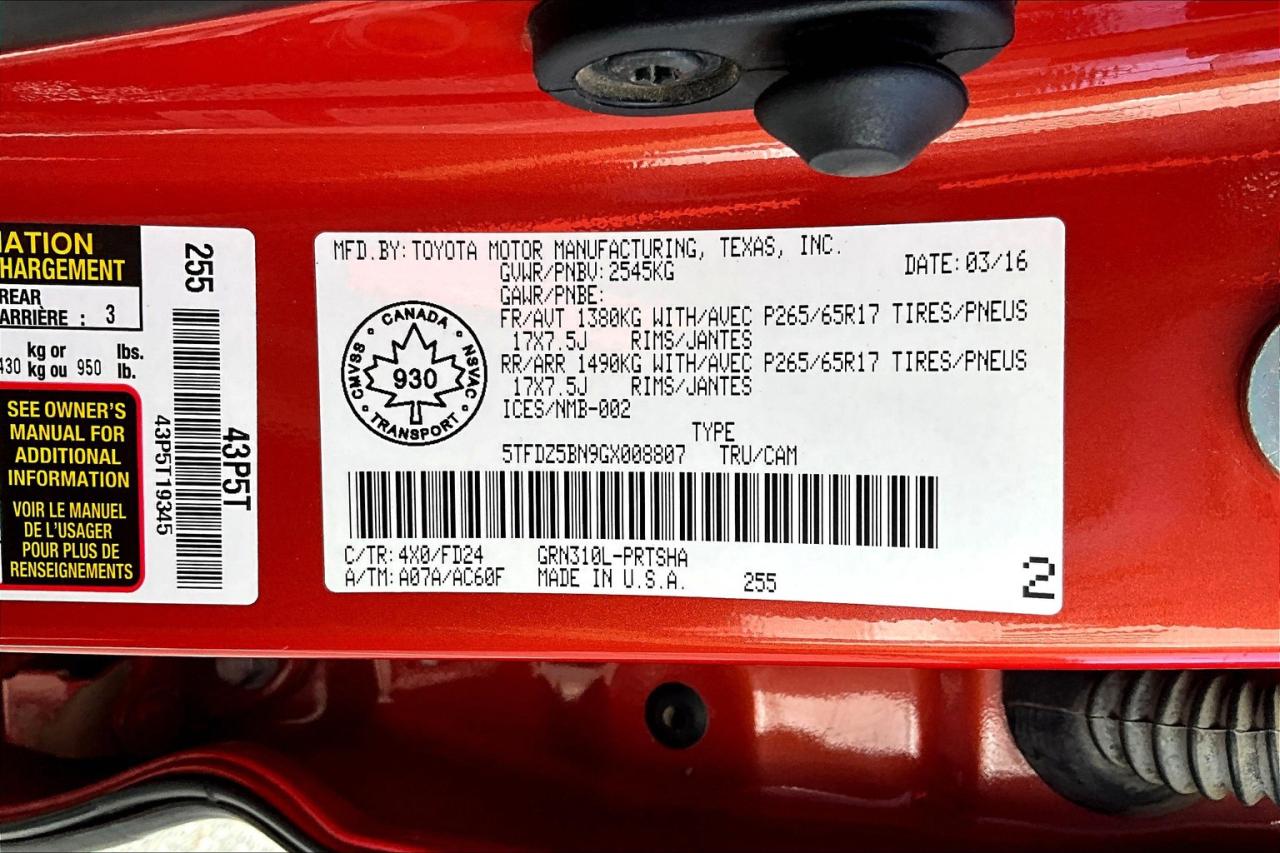 MATION
HARGEMENT
REAR
ARRIÈRE : 3
430 kg or
kg ou 950 lbs.
lb.
SEE OWNER'S
MANUAL FOR
ADDITIONAL
INFORMATION
VOIR LE MANUEL
DE L'USAGER
POUR PLUS DE
RENSEIGNEMENTS
255
43P5T19345
43P5T
MFD.BY:TOYOTA MOTOR MANUFACTURING, TEXAS, INC.
GVWR/PNBV:2545KG DATE:03/16
GAWR/PNBE:
FR/AVT 1380KG WITH/AVEC P265/65R17 TIRES/PNEUS
17X7.5J RIMS/JANTES
RR/ARR 1490KG WITH/AVEC P265/65R17 TIRES/PNEUS
17X7.5J RIMS/JANTES
ICES/NMB-002
CANADA
CMVSS 930 NSVAC
TRANSPORT
TYPE
5TFDZ5BN9GX008807 TRU/CAM
C/TR:4X0/FD24 GRN310L-PRTSHA
A/TM:A07A/AC60F MADE IN U.S.A. 255
2